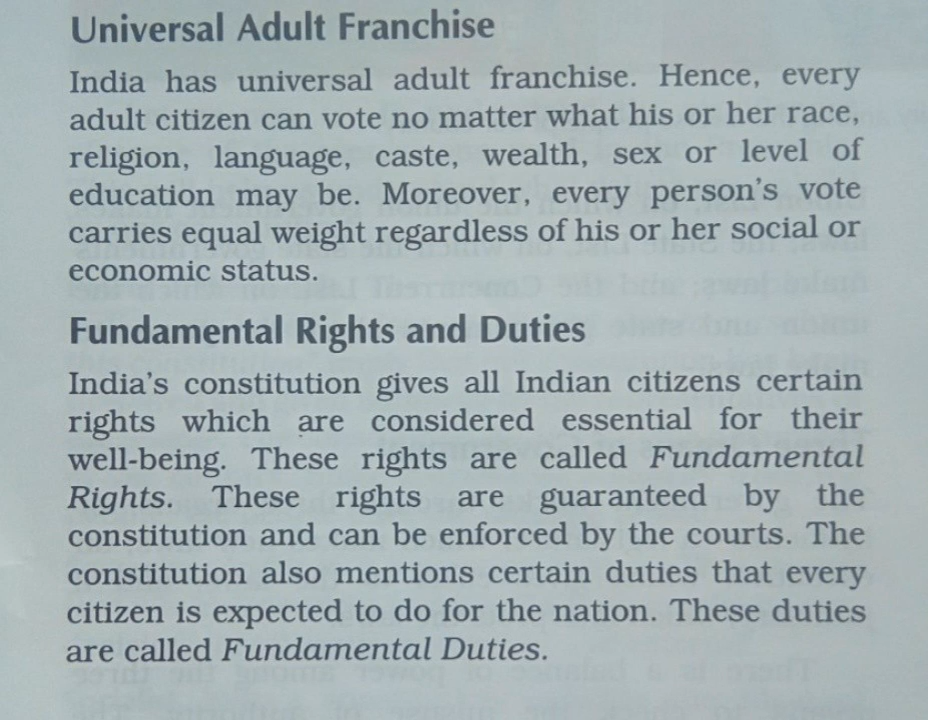 Universal Adult Franchise
India has universal adult franchise. Hence, every
adult citizen can vote no matter what his or her race,
religion, language, caste, wealth, sex or level of
education may be. Moreover, every person's vote
carries equal weight regardless of his or her social or
economic status.
Fundamental Rights and Duties
India's constitution gives all Indian citizens certain
rights which are considered essential for their
well-being. These rights are called Fundamental
Rights. These rights are guaranteed by the
constitution and can be enforced by the courts. The
constitution also mentions certain duties that every
citizen is expected to do for the nation. These duties
are called Fundamental Duties.